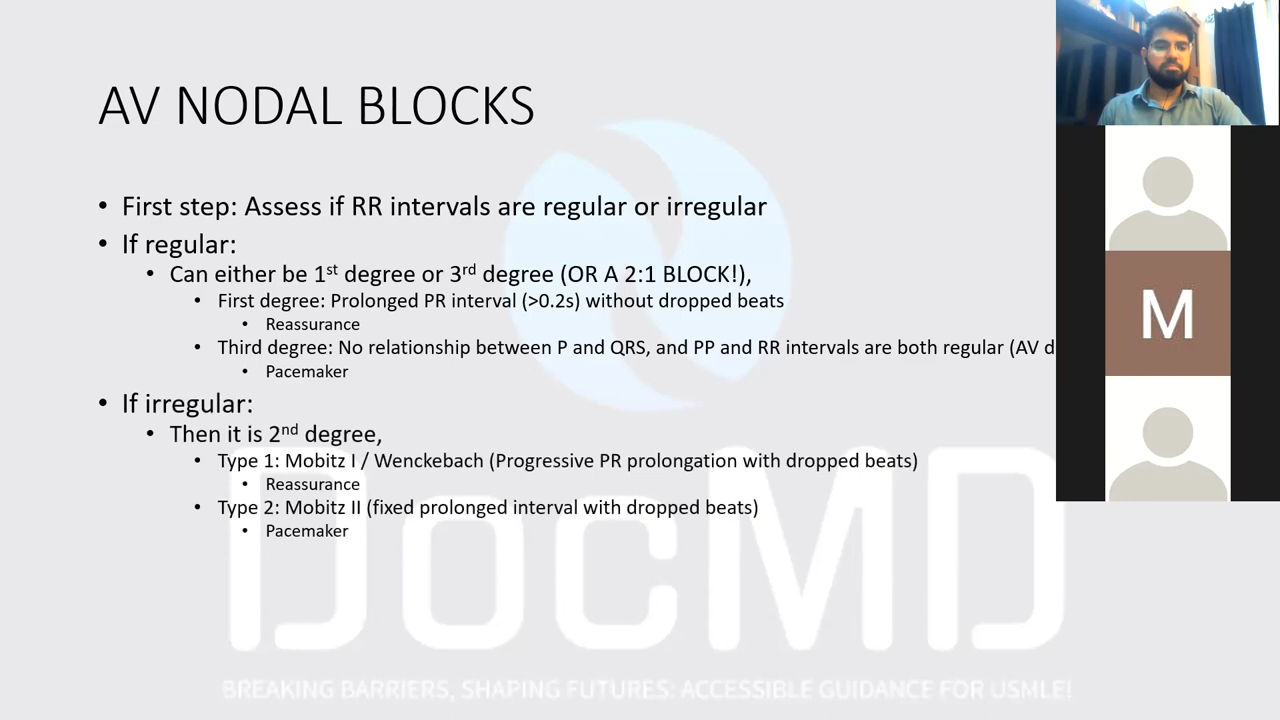 AV NODAL BLOCKS
• First step: Assess if RR intervals are regular or irregular
• If regular:
• Can either be 1st degree or 3rd degree (OR A 2:1 BLOCK!),
• First degree: Prolonged PR interval (>0.2s) without dropped beats
• Reassurance
• Third degree: No relationship between P and QRS, and PP and RR intervals are both regular (AV d
• Pacemaker
• If irregular:
• Then it is 2nd degree,
• Type 1: Mobitz I / Wenckebach (Progressive PR prolongation with dropped beats)
• Reassurance
• Type 2: Mobitz II (fixed prolonged interval with dropped beats)
• Pacemaker
DocMD
BREAKING BARRIERS, SHAPING FUTURES: ACCESSIBLE GUIDANCE FOR USMLE!
M